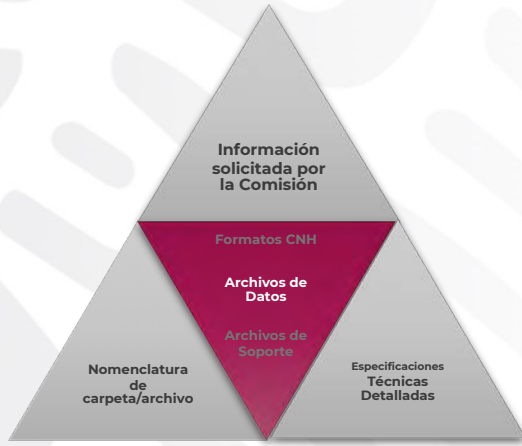 Información
solicitada por
la Comisión
Formatos CNH
Archivos de
Datos
Archivos de
Soporte
Nomenclatura
de
carpeta/archivo
Especificaciones
Técnicas
Detalladas